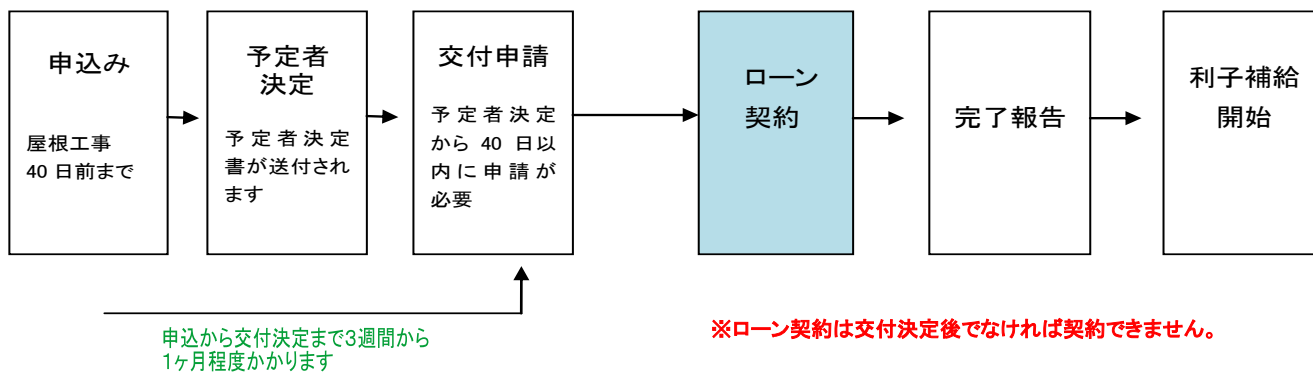 申込み
屋根工事
40 日前まで
予定者
決定
予定者決定
書が送付され
ます
交付申請
予定者決定
から 40 日以
内に申請が
必要
ローン
契約
完了報告
利子補給
開始
申込から交付決定まで3週間から
1ヶ月程度かかります
※ローン契約は交付決定後でなければ契約できません。